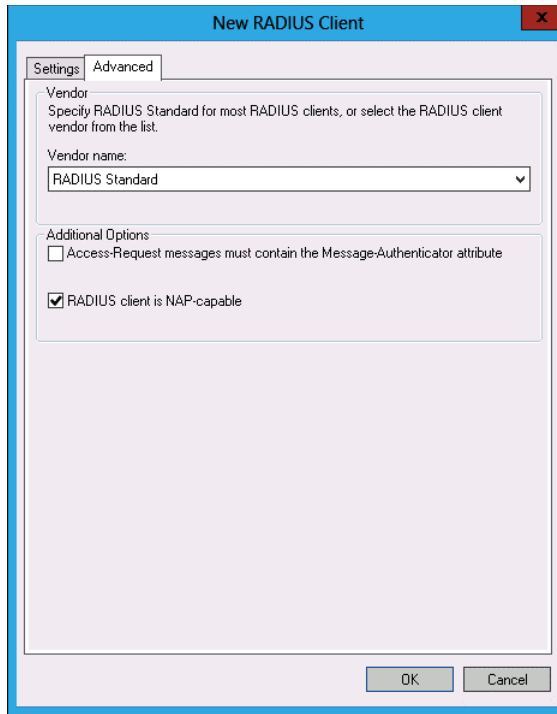 New RADIUS Client
x
Settings
Advanced
Vendor
Specify RADIUS Standard for most RADIUS clients, or select the RADIUS client
vendor from the list.
Vendor name:
RADIUS Standard
Additional Options
Access-Request messages must contain the Message-Authenticator attribute
RADIUS client is NAP-capable
OK
Cancel